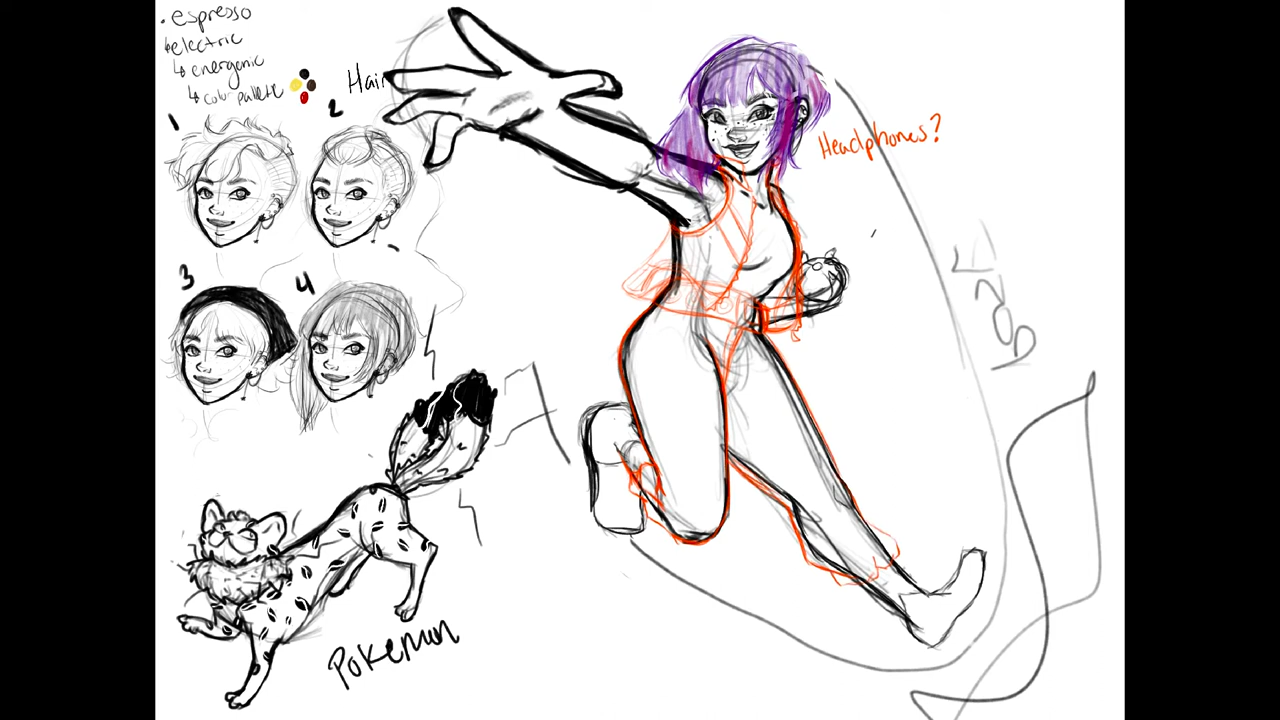 • espresso
↳electric
↳ energenic
↳ color pallete
Hair
1
2
3
4
Headphones?
Pokemon